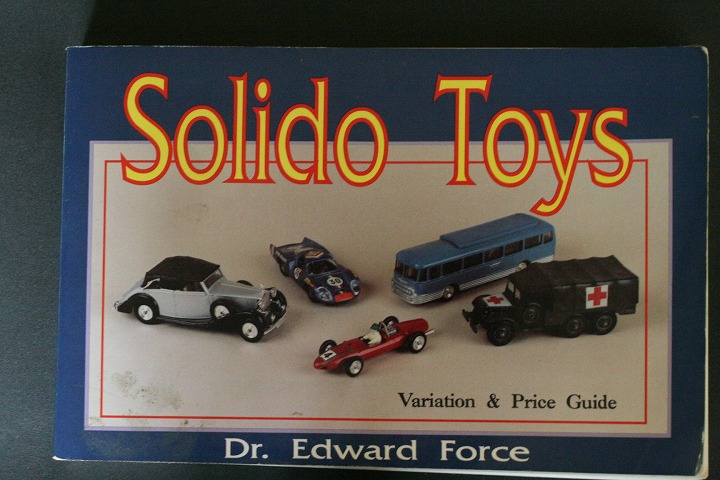 Solido Toys
Variation & Price Guide
Dr. Edward Force